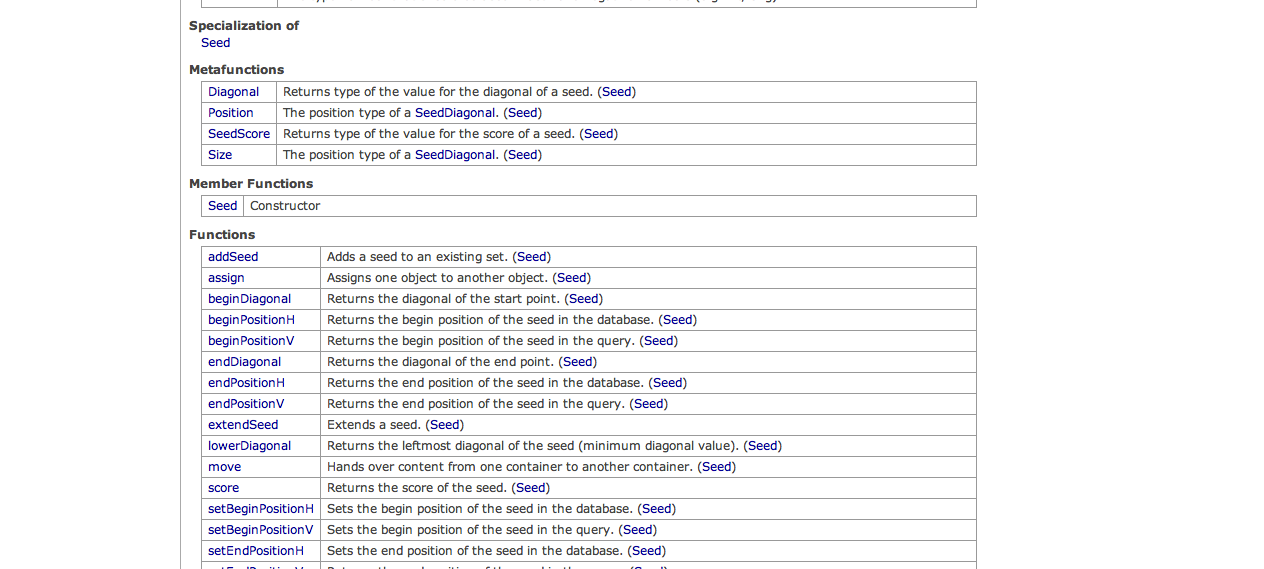 Specialization of
Seed
Metafunctions
Diagonal Returns type of the value for the diagonal of a seed. (Seed)
Position The position type of a SeedDiagonal. (Seed)
SeedScore Returns type of the value for the score of a seed. (Seed)
Size The position type of a SeedDiagonal. (Seed)
Member Functions
Seed Constructor
Functions
addSeed Adds a seed to an existing set. (Seed)
assign Assigns one object to another object. (Seed)
beginDiagonal Returns the diagonal of the start point. (Seed)
beginPositionH Returns the begin position of the seed in the database. (Seed)
beginPositionV Returns the begin position of the seed in the query. (Seed)
endDiagonal Returns the diagonal of the end point. (Seed)
endPositionH Returns the end position of the seed in the database. (Seed)
endPositionV Returns the end position of the seed in the query. (Seed)
extendSeed Extends a seed. (Seed)
lowerDiagonal Returns the leftmost diagonal of the seed (minimum diagonal value). (Seed)
move Hands over content from one container to another container. (Seed)
score Returns the score of the seed. (Seed)
setBeginPositionH Sets the begin position of the seed in the database. (Seed)
setBeginPositionV Sets the begin position of the seed in the query. (Seed)
setEndPositionH Sets the end position of the seed in the database. (Seed)